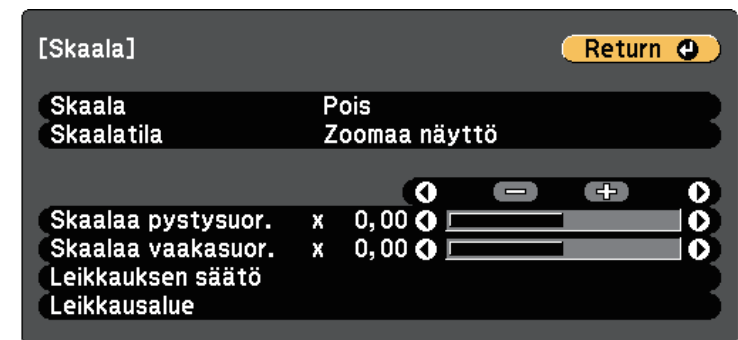 [Skaala] Return
Skaala Pois
Skaalatila Zoomaa näyttö
Skaalaa pystysuor. x 0,00
Skaalaa vaakasuor. x 0,00
Leikkauksen säätö
Leikkausalue